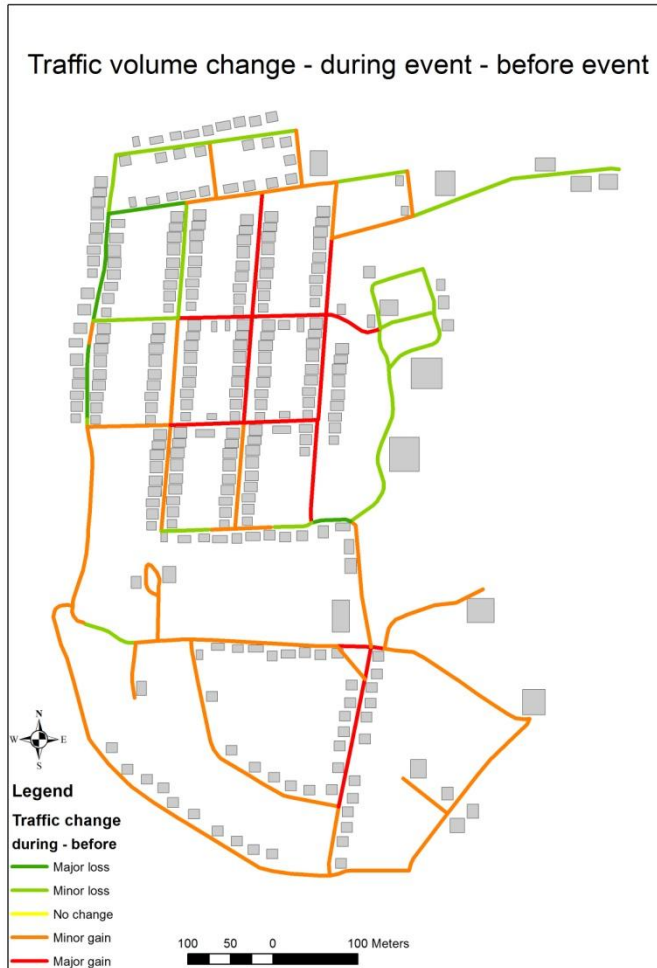 Traffic volume change - during event - before event
N
W E
S
Legend
Traffic change
during - before
Major loss
Minor loss
No change
Minor gain
Major gain
100 50 0 100 Meters